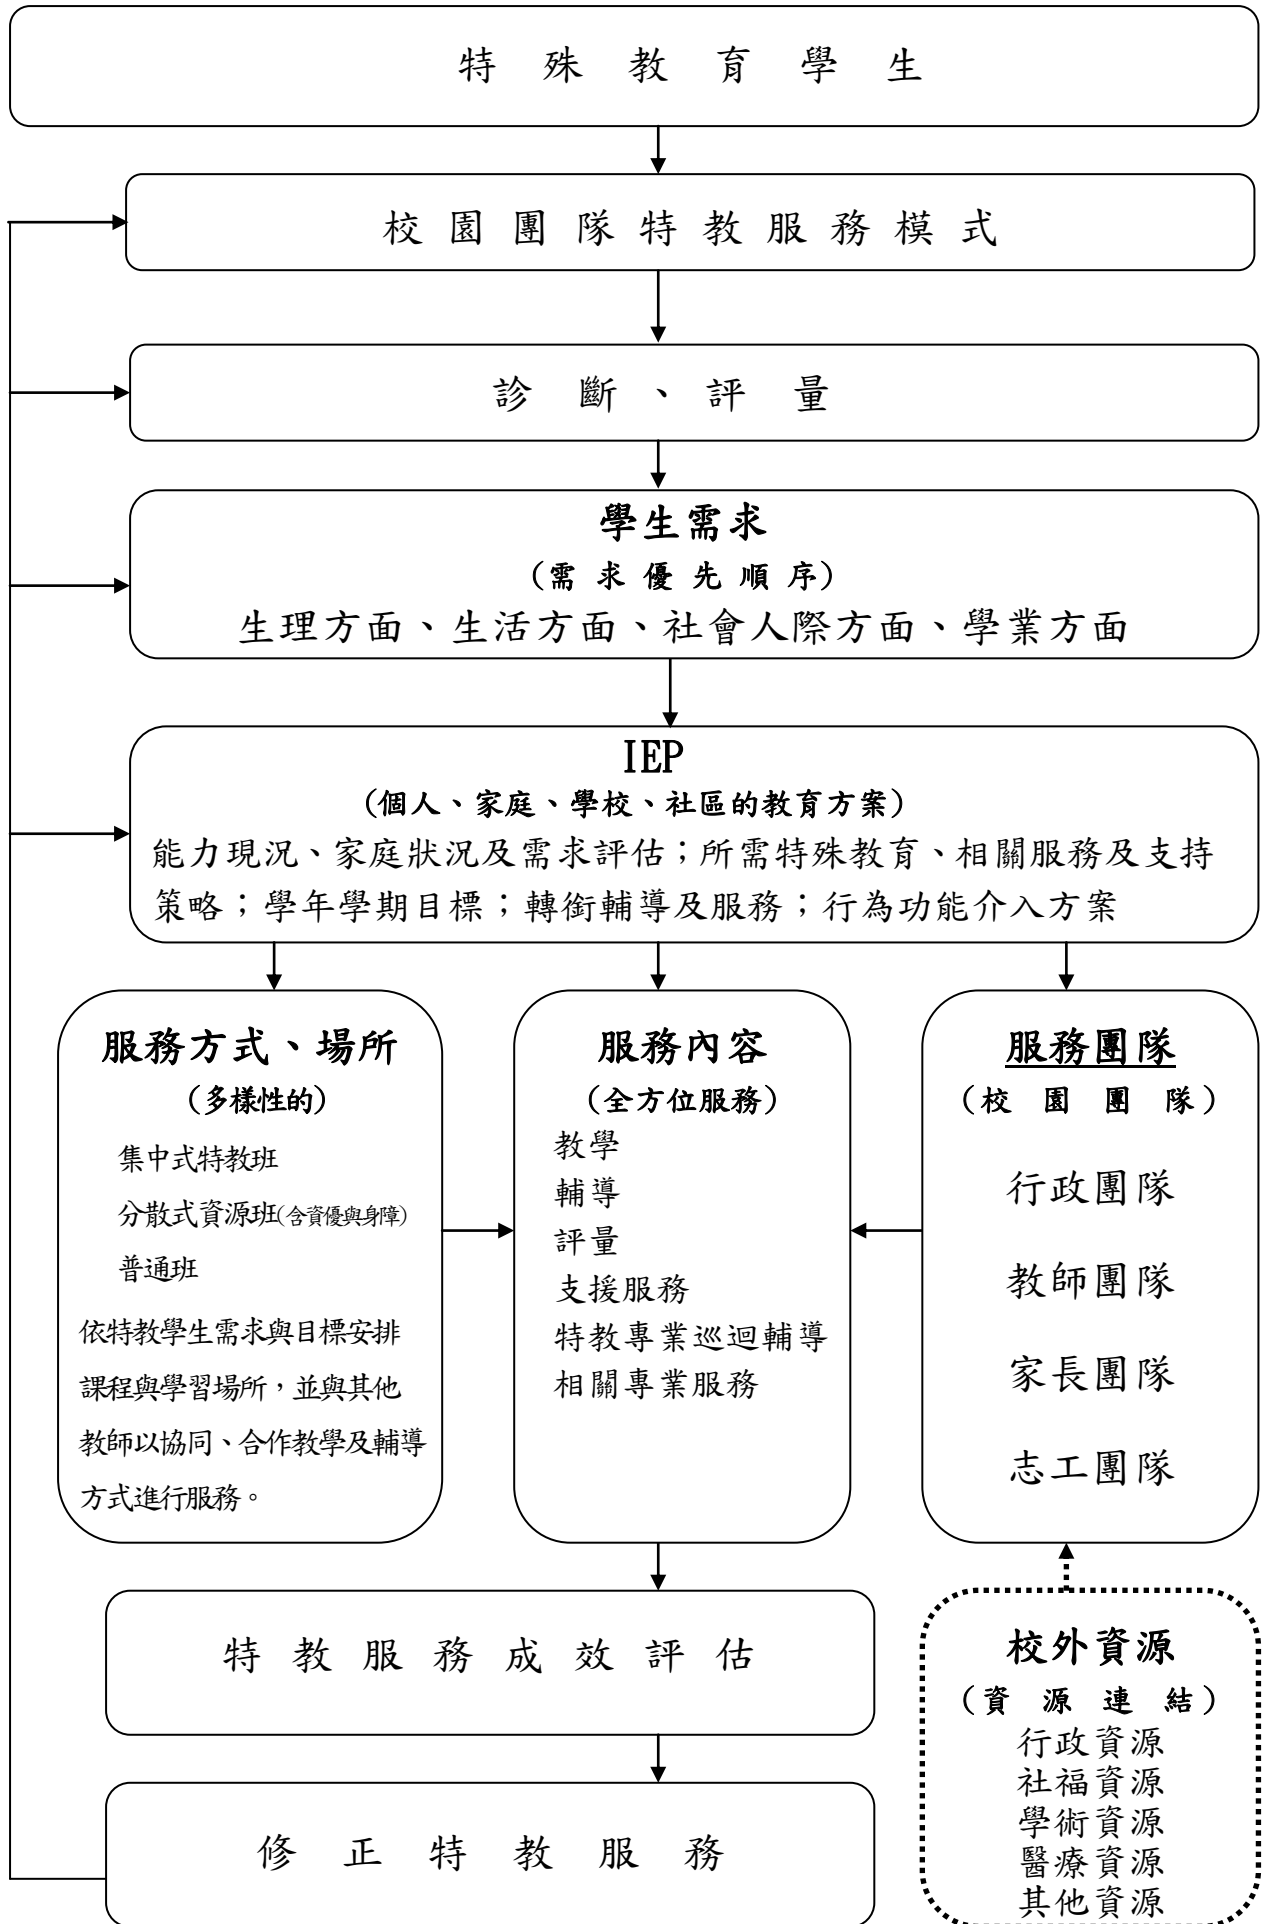 特殊教育學生
校園團隊特教服務模式
診斷、評量
學生需求
(需求優先順序)
生理方面、生活方面、社會人際方面、學業方面
IEP
(個人、家庭、學校、社區的教育方案)
能力現況、家庭狀況及需求評估；所需特殊教育、相關服務及支持
策略；學年學期目標；轉銜輔導及服務；行為功能介入方案
服務方式、場所
(多樣性的)
集中式特教班
分散式資源班(含資優與身障)
普通班
依特教學生需求與目標安排
課程與學習場所，並與其他
教師以協同、合作教學及輔導
方式進行服務。
服務內容
(全方位服務)
教學
輔導
評量
支援服務
特教專業巡迴輔導
相關專業服務
服務團隊
(校園團隊)
行政團隊
教師團隊
家長團隊
志工團隊
特教服務成效評估
修正特教服務
校外資源
(資源連結)
行政資源
社福資源
學術資源
醫療資源
其他資源